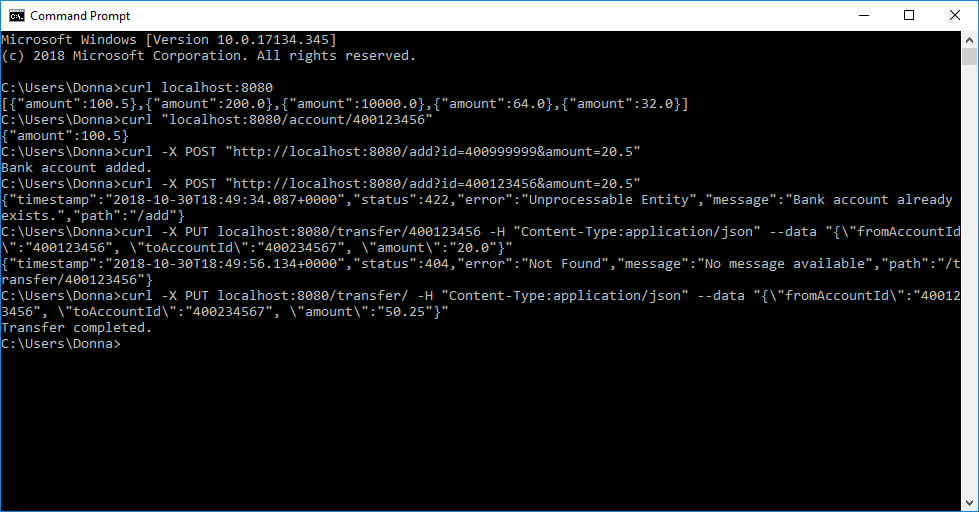 Command Prompt
Microsoft Windows [Version 10.0.17134.345]
(c) 2018 Microsoft Corporation. All rights reserved.
C:\Users\Donna>curl localhost:8080
[{"amount":100.5},{"amount":200.0},{"amount":10000.0},{"amount":64.0},{"amount":32.0}]
C:\Users\Donna>curl "localhost:8080/account/400123456"
{"amount":100.5}
C:\Users\Donna>curl -X POST "http://localhost:8080/add?id=400999999&amount=20.5"
Bank account added.
C:\Users\Donna>curl -X POST "http://localhost:8080/add?id=400123456&amount=20.5"
{"timestamp":"2018-10-30T18:49:34.087+0000","status":422,"error":"Unprocessable Entity","message":"Bank account already
exists.","path":"/add"}
C:\Users\Donna>curl -X PUT localhost:8080/transfer/400123456 -H "Content-Type:application/json" --data "{\"fromAccountId
\":"400123456", \"toAccountId\":"400234567", \"amount\":"20.0"}"
{"timestamp":"2018-10-30T18:49:56.134+0000","status":404,"error":"Not Found","message":"No message available","path":"/t
ransfer/400123456"}
C:\Users\Donna>curl -X PUT localhost:8080/transfer/ -H "Content-Type:application/json" --data "{\"fromAccountId\":"40012
3456", \"toAccountId\":"400234567", \"amount\":"50.25"}"
Transfer completed.
C:\Users\Donna>